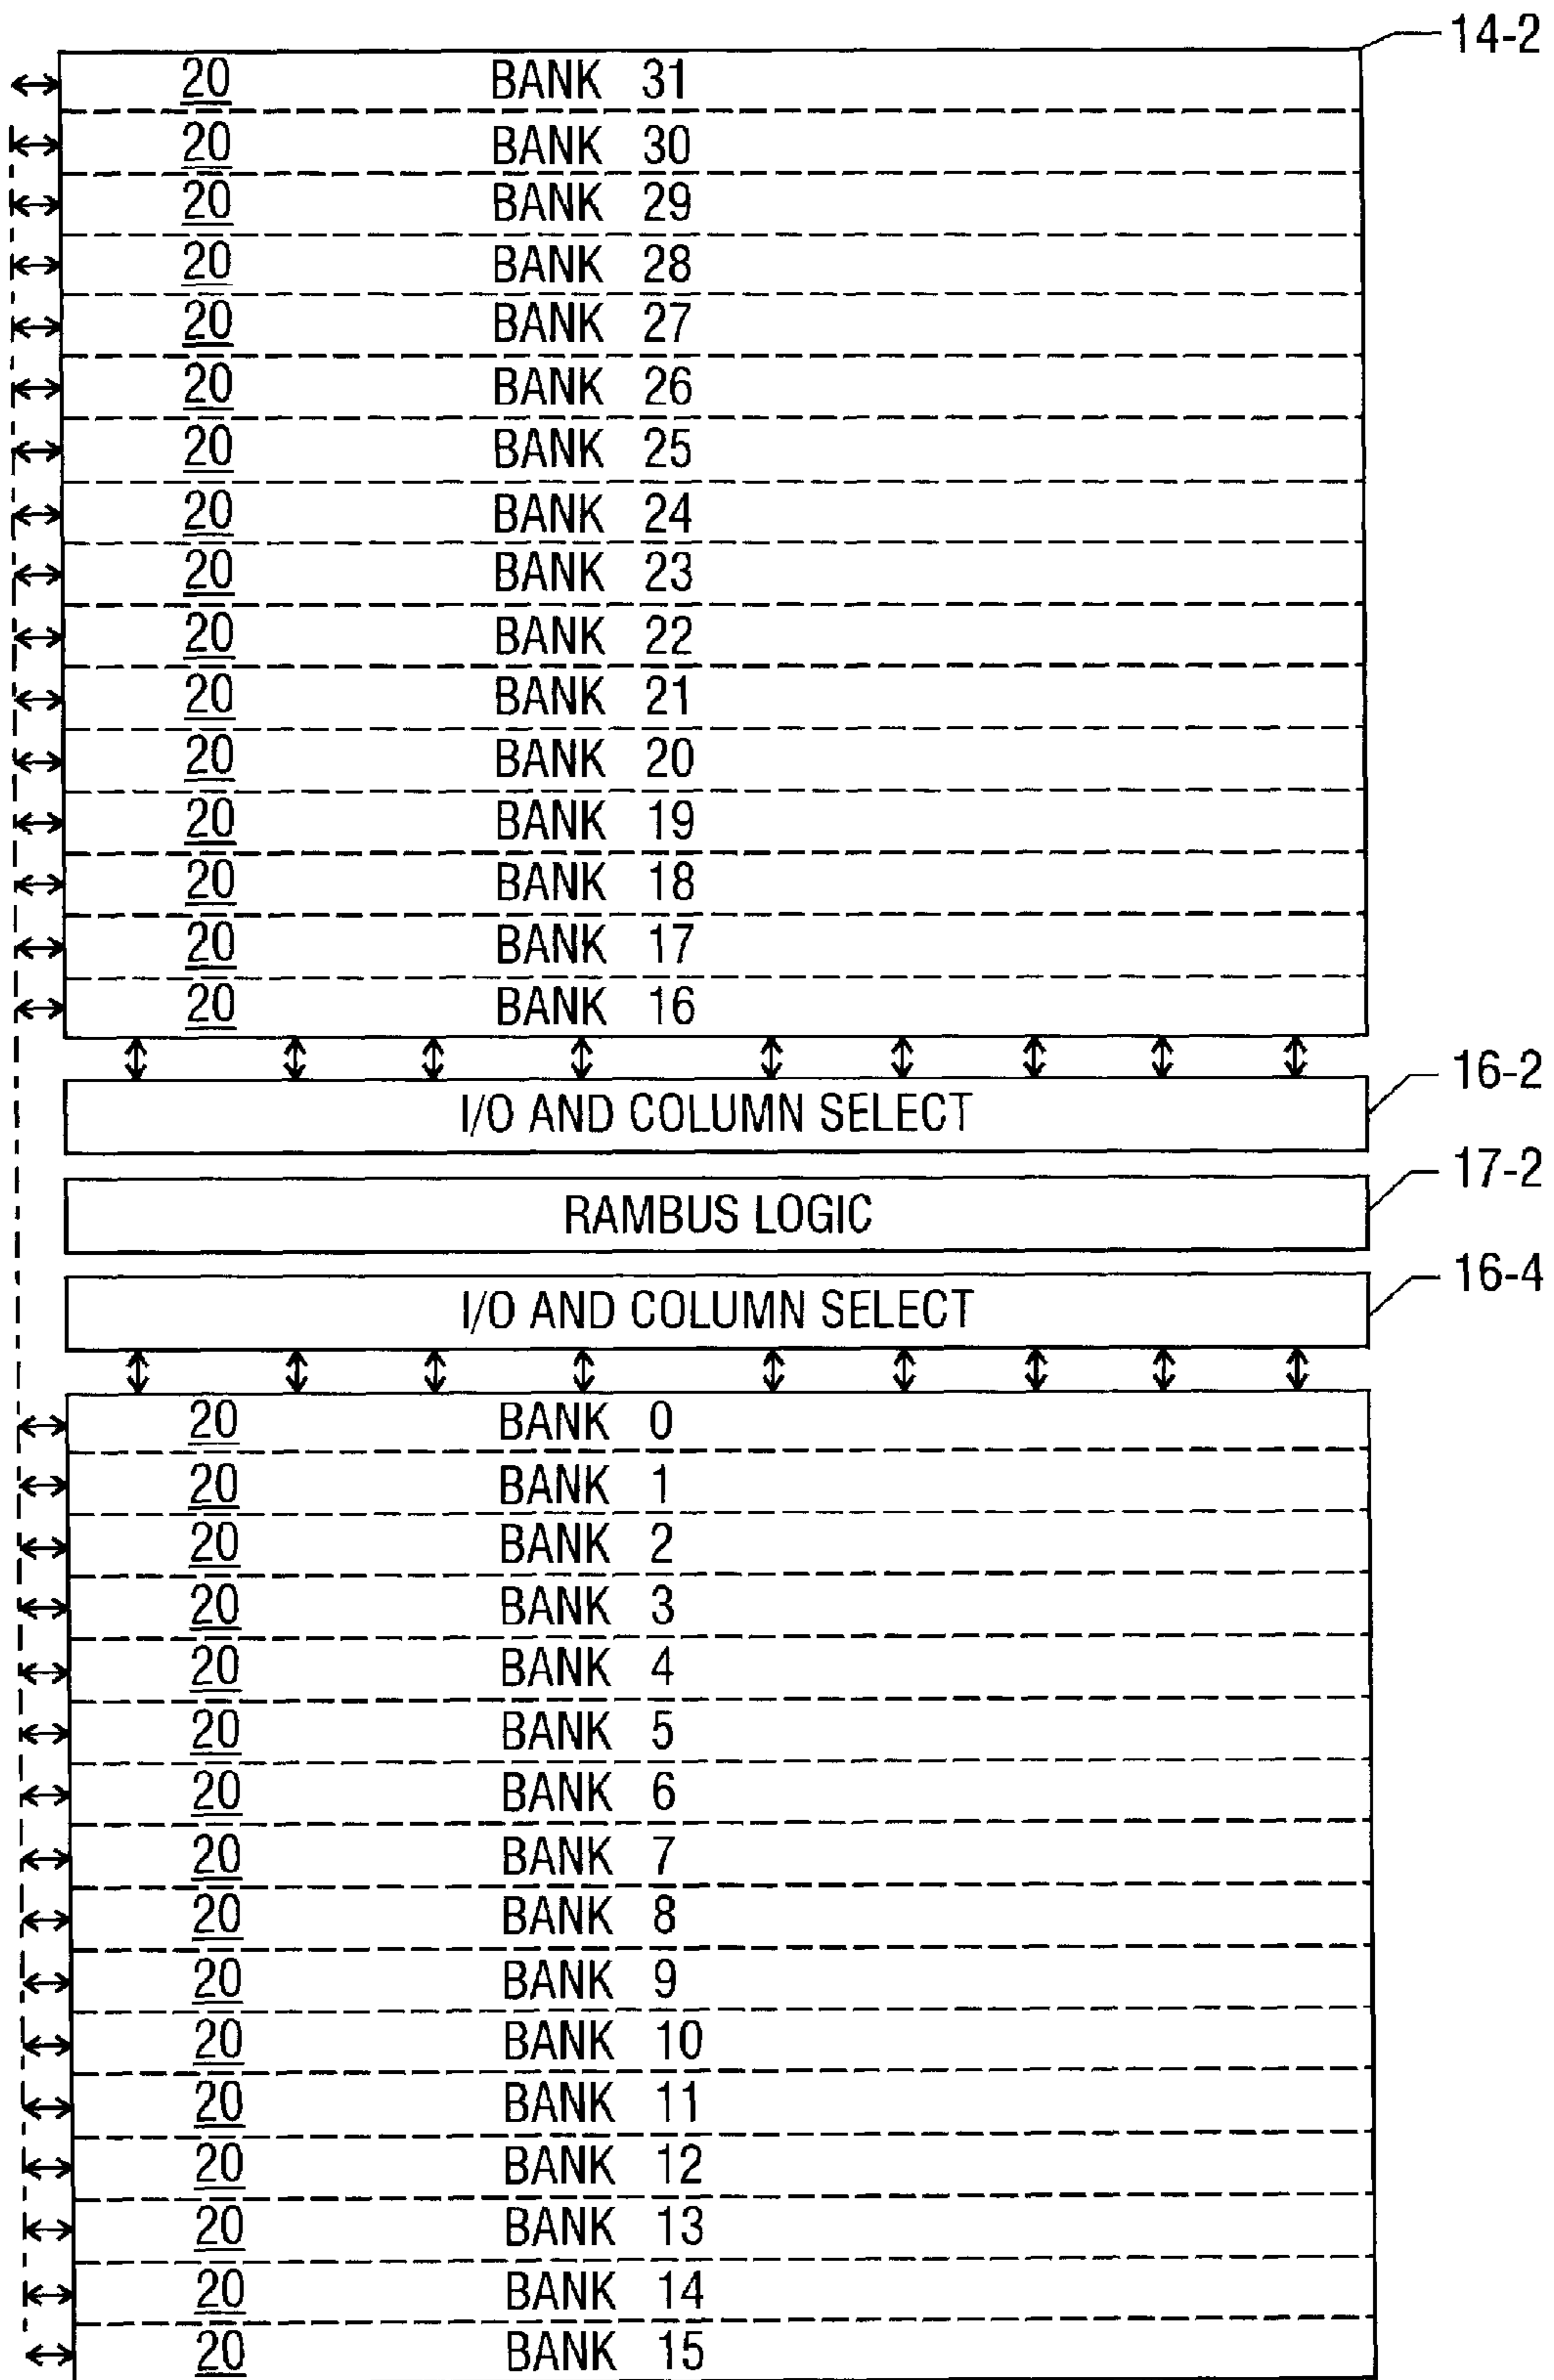 14-2
20 BANK 31
20 BANK 30
20 BANK 29
20 BANK 28
20 BANK 27
20 BANK 26
20 BANK 25
20 BANK 24
20 BANK 23
20 BANK 22
20 BANK 21
20 BANK 20
20 BANK 19
20 BANK 18
20 BANK 17
20 BANK 16
16-2
I/O AND COLUMN SELECT
17-2
RAMBUS LOGIC
16-4
I/O AND COLUMN SELECT
20 BANK 0
20 BANK 1
20 BANK 2
20 BANK 3
20 BANK 4
20 BANK 5
20 BANK 6
20 BANK 7
20 BANK 8
20 BANK 9
20 BANK 10
20 BANK 11
20 BANK 12
20 BANK 13
20 BANK 14
20 BANK 15